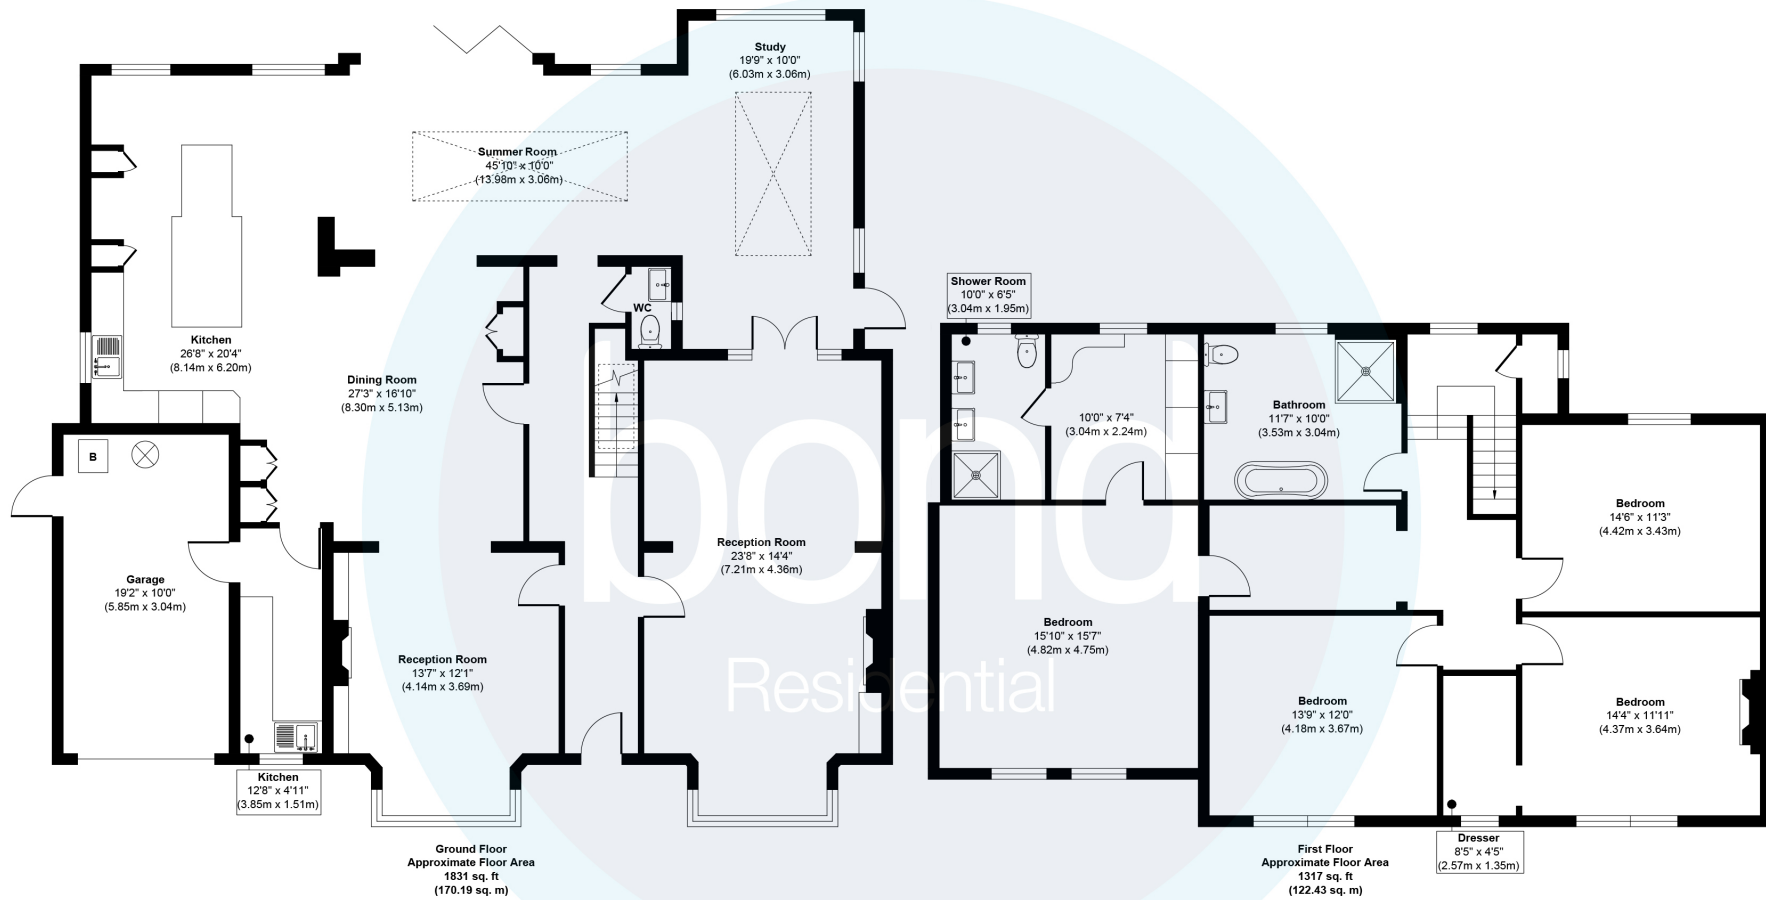 Study
19'9" x 10'0"
(6.03m x 3.06m)
Summer Room
45'10" x 10'0"
(13.98m x 3.06m)
Kitchen
26'8" x 20'4"
(8.14m x 6.20m)
WC
Dining Room
27'3" x 16'10"
(8.30m x 5.13m)
B
Garage
19'2" x 10'0"
(5.85m x 3.04m)
Reception Room
23'8" x 14'4"
(7.21m x 4.36m)
Reception Room
13'7" x 12'1"
(4.14m x 3.69m)
Kitchen
12'8" x 4'11"
(3.85m x 1.51m)
Ground Floor
Approximate Floor Area
1831 sq. ft
(170.19 sq. m)
Shower Room
10'0" x 6'5"
(3.04m x 1.95m)
10'0" x 7'4"
(3.04m x 2.24m)
Bathroom
11'7" x 10'0"
(3.53m x 3.04m)
Bedroom
14'6" x 11'3"
(4.42m x 3.43m)
Bedroom
15'10" x 15'7"
(4.82m x 4.75m)
Bedroom
13'9" x 12'0"
(4.18m x 3.67m)
Bedroom
14'4" x 11'11"
(4.37m x 3.64m)
Dresser
8'5" x 4'5"
(2.57m x 1.35m)
First Floor
Approximate Floor Area
1317 sq. ft
(122.43 sq. m)
bond
Residential